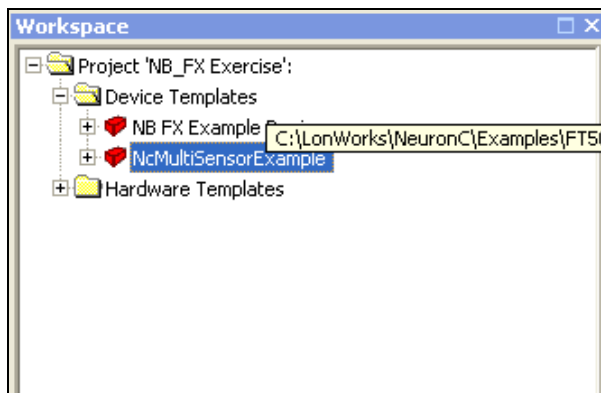 Workspace
Project 'NB_FX Exercise':
Device Templates
NB FX Example
C:\LonWorks\NeuronC\Examples\FT50
NcMultiSensorExample
Hardware Templates